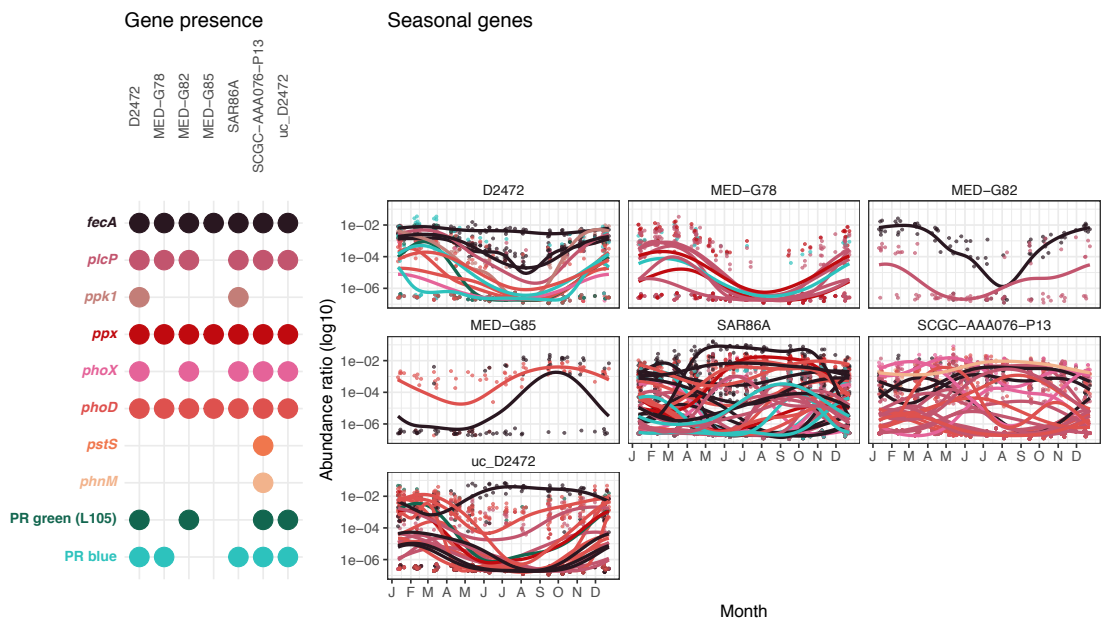 Gene presence
Seasonal genes
D2472
MED−G78
MED−G82
MED−G85
SAR86A
SCGC−AAA076−P13
uc_D2472
fecA
plcP
ppk1
ppx
phoX
phoD
pstS
phnM
PR green (L105)
PR blue
Abundance ratio (log10)
D2472
MED−G78
MED−G82
1e−02
1e−04
1e−06
MED−G85
SAR86A
SCGC−AAA076−P13
1e−02
1e−04
1e−06
J F M A M J J A S O N D
J F M A M J J A S O N D
uc_D2472
1e−02
1e−04
1e−06
J F M A M J J A S O N D
Month